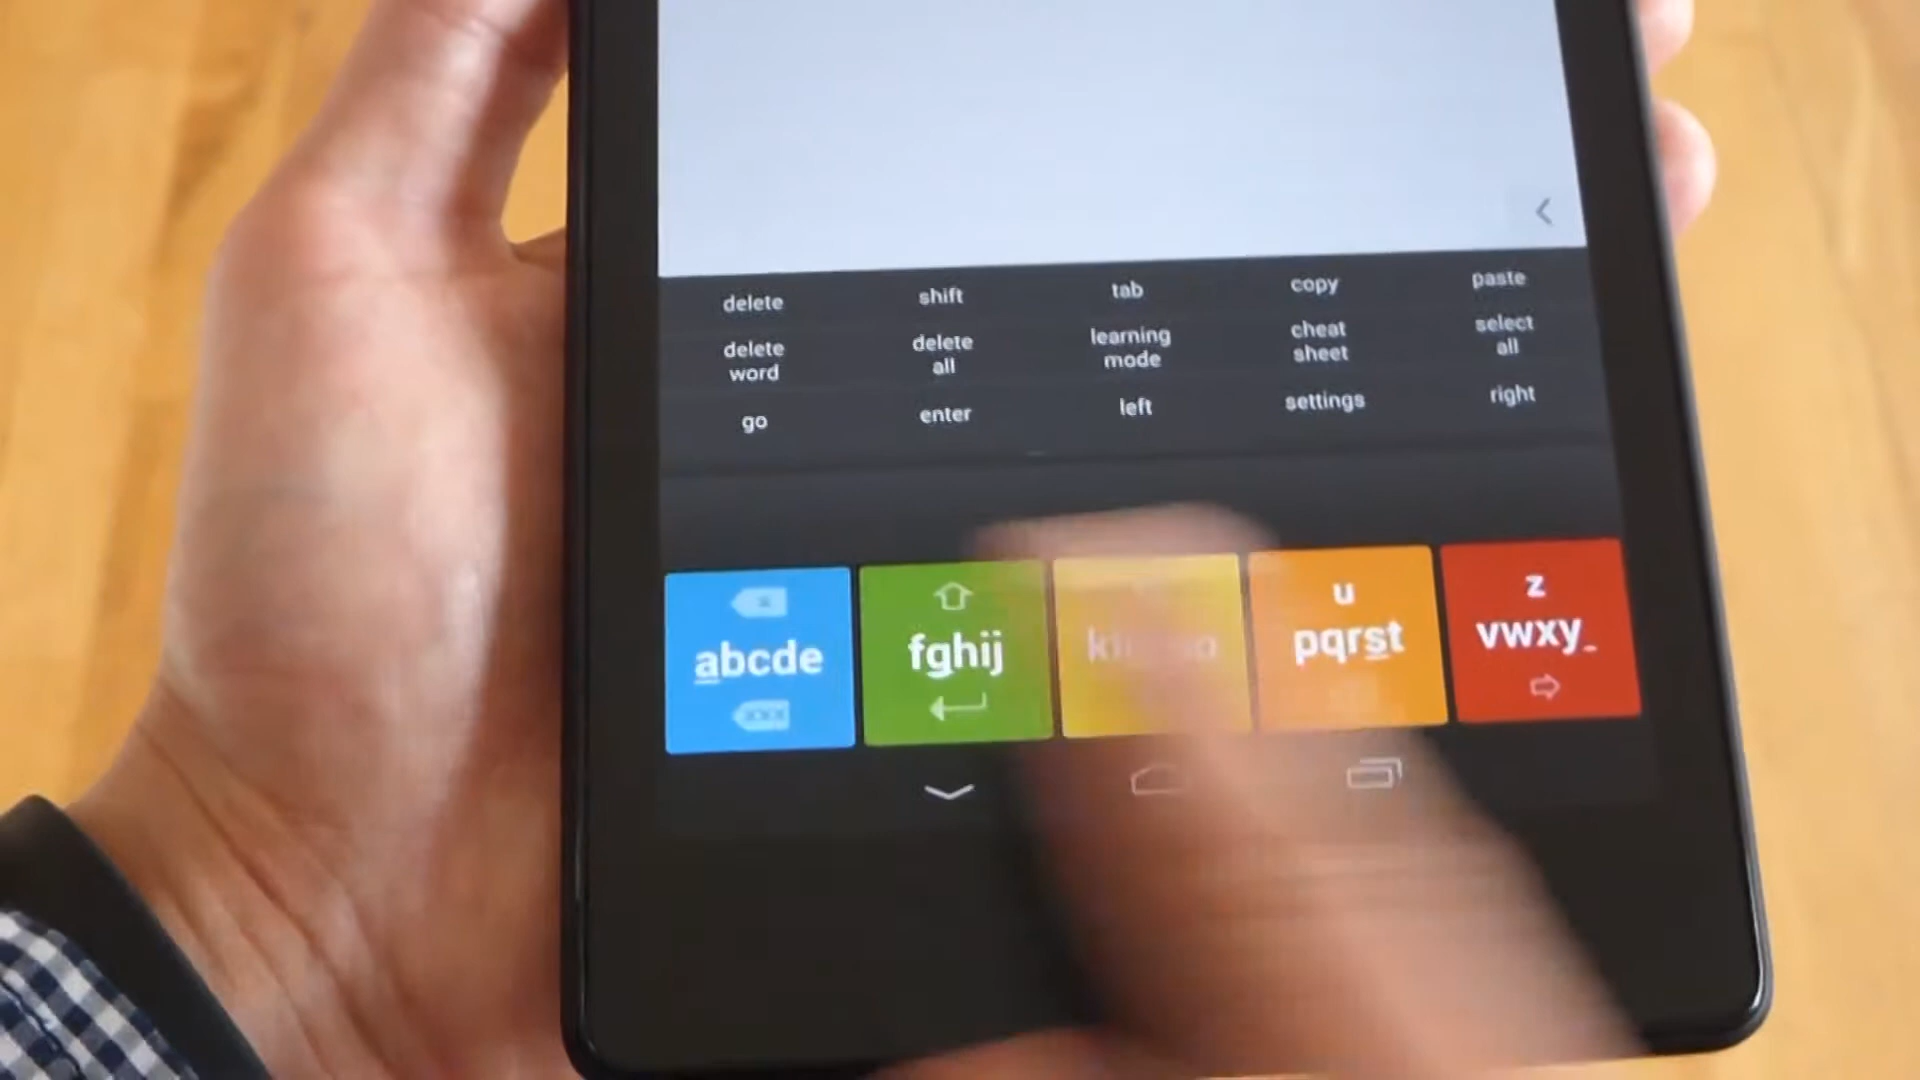 delete shift tab copy paste
delete word delete all learning mode cheat sheet select all
go enter left settings right
u z
abcde fghij pqrst vwxy_
xxx